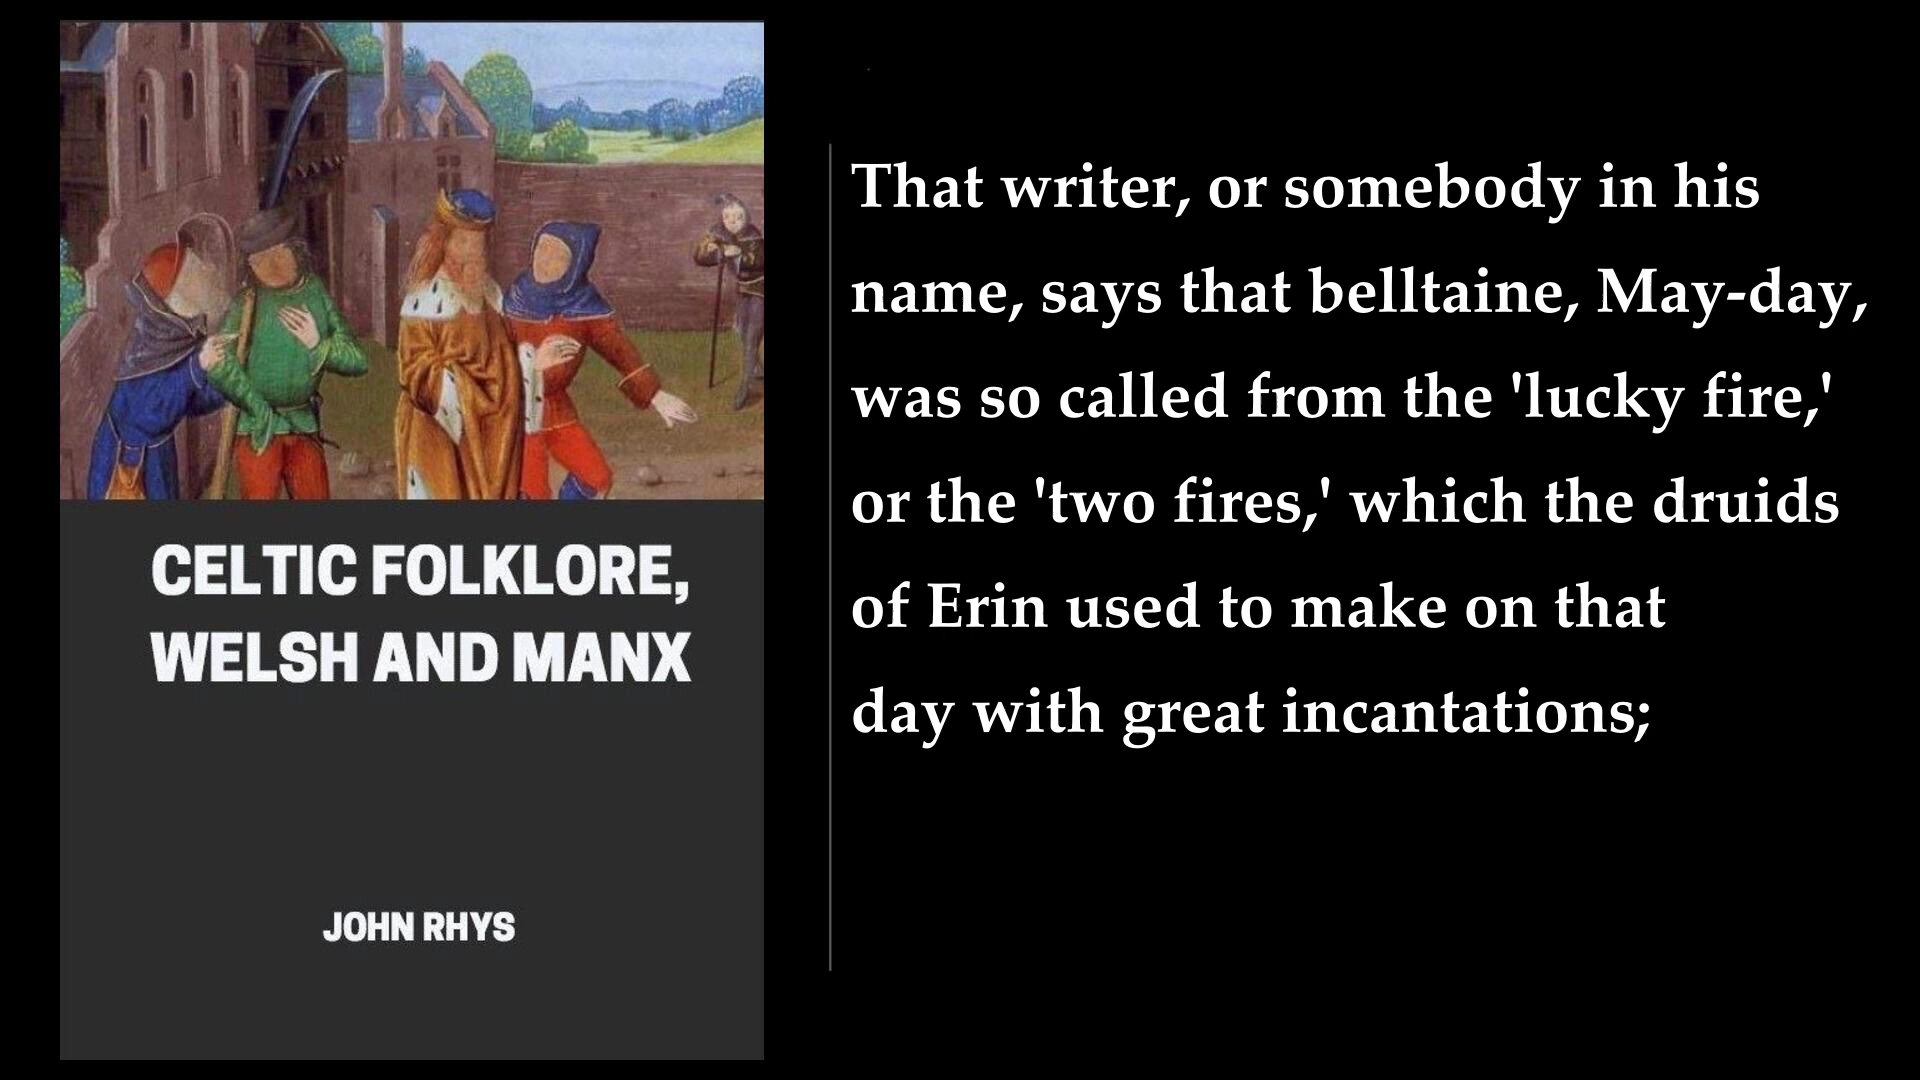 CELTIC FOLKLORE,
WELSH AND MANX
JOHN RHYS
That writer, or somebody in his
name, says that belltaine, May-day,
was so called from the 'lucky fire,'
or the 'two fires,' which the druids
of Erin used to make on that
day with great incantations;